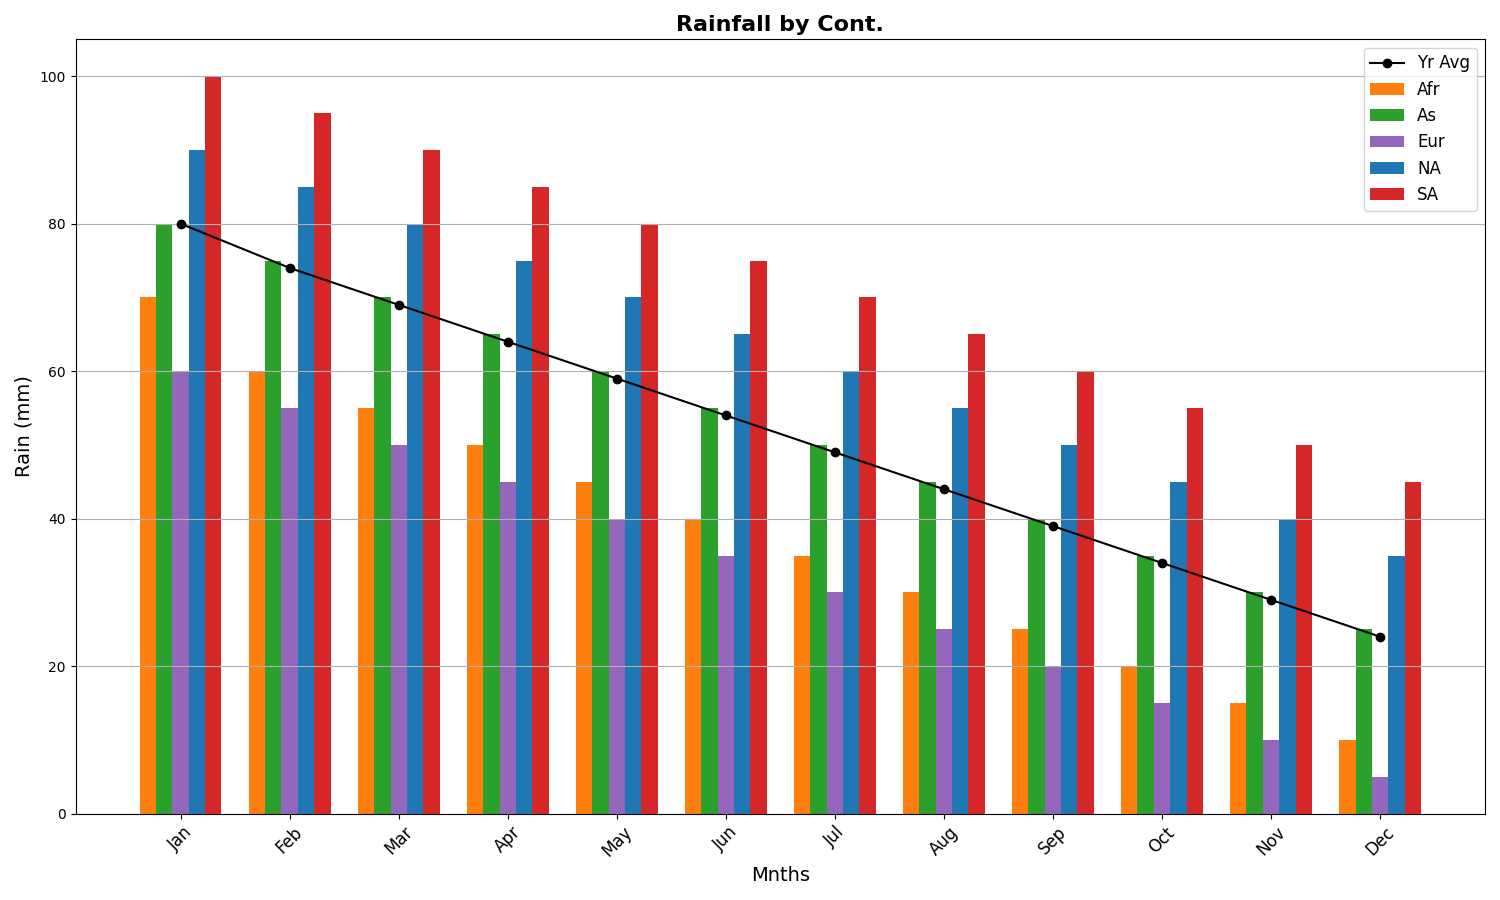 Rainfall by Cont.
Rain (mm)
100
80
60
40
20
0
Yr Avg
Afr
As
Eur
NA
SA
Jan
Feb
Mar
Apr
May
Jun
Jul
Aug
Sep
Oct
Nov
Dec
Mnths